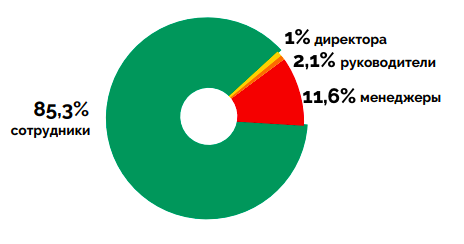 1% директора
2,1% руководители
11,6% менеджеры
85,3%
сотрудники